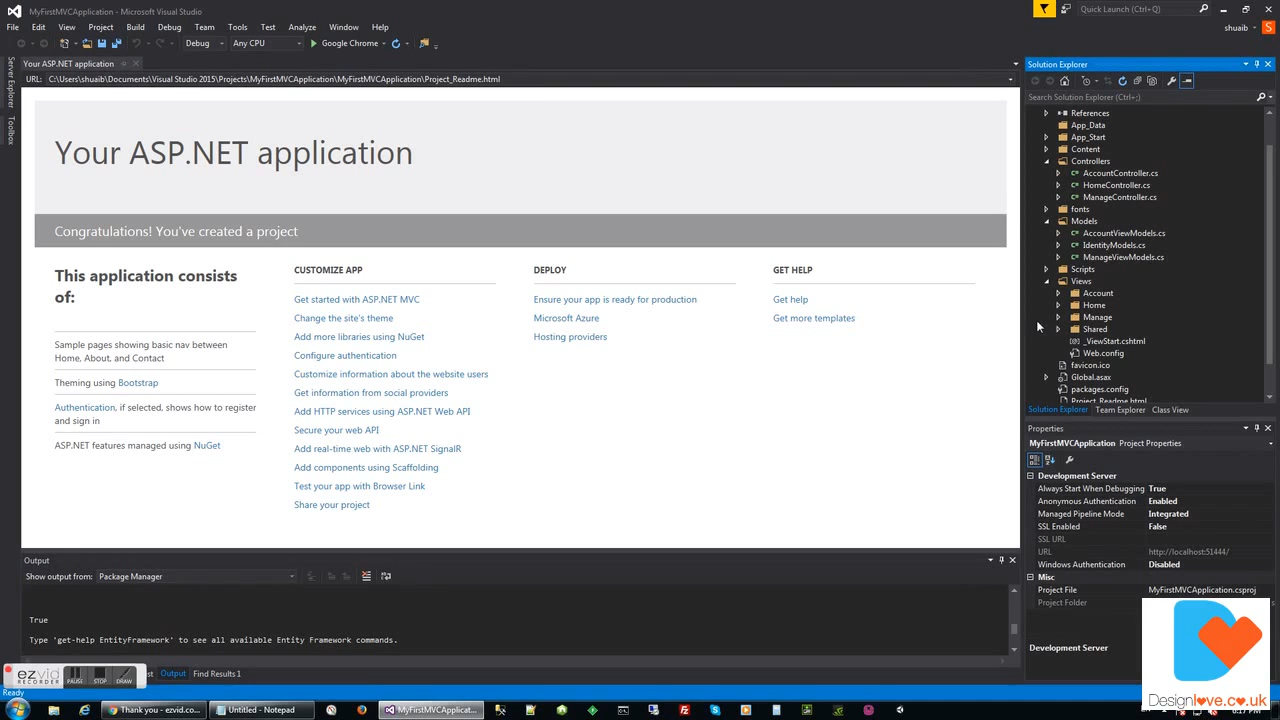 MyFirstMVCApplication - Microsoft Visual Studio
Quick Launch (Ctrl+Q)
File Edit View Project Build Debug Team Tools Test Analyze Window Help
shuaib S
Debug Any CPU Google Chrome
Server Explorer
Toolbox
Your ASP.NET application
URL: C:\Users\shuaib\Documents\Visual Studio 2015\Projects\MyFirstMVCApplication\MyFirstMVCApplication\Project_Readme.html
Your ASP.NET application
Congratulations! You've created a project
This application consists
of:
Sample pages showing basic nav between
Home, About, and Contact
Theming using Bootstrap
Authentication, if selected, shows how to register
and sign in
ASP.NET features managed using NuGet
CUSTOMIZE APP
Get started with ASP.NET MVC
Change the site's theme
Add more libraries using NuGet
Configure authentication
Customize information about the website users
Get information from social providers
Add HTTP services using ASP.NET Web API
Secure your web API
Add real-time web with ASP.NET SignalR
Add components using Scaffolding
Test your app with Browser Link
Share your project
DEPLOY
Ensure your app is ready for production
Microsoft Azure
Hosting providers
GET HELP
Get help
Get more templates
Solution Explorer
Search Solution Explorer (Ctrl+;)
References
App_Data
App_Start
Content
Controllers
AccountController.cs
HomeController.cs
ManageController.cs
fonts
Models
AccountViewModels.cs
IdentityModels.cs
ManageViewModels.cs
Scripts
Views
Account
Home
Manage
Shared
_ViewStart.cshtml
Web.config
favicon.ico
Global.asax
packages.config
Project_Readme.html
Solution Explorer Team Explorer Class View
Properties
MyFirstMVCApplication Project Properties
Development Server
Always Start When Debugging True
Anonymous Authentication Enabled
Managed Pipeline Mode Integrated
SSL Enabled False
SSL URL
URL http://localhost:51444/
Windows Authentication Disabled
Misc
Project File MyFirstMVCApplication.csproj
Project Folder
Development Server
Output
Show output from: Package Manager
True
Type 'get-help EntityFramework' to see all available Entity Framework commands.
ezvid
RECORDER
PAUSE STOP DRAW
Output Find Results 1
Ready
Thank you - ezvid.co... Untitled - Notepad MyFirstMVCApplicat...
Designlove.co.uk